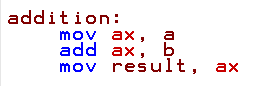 addition:
    mov ax, a
    add ax, b
    mov result, ax